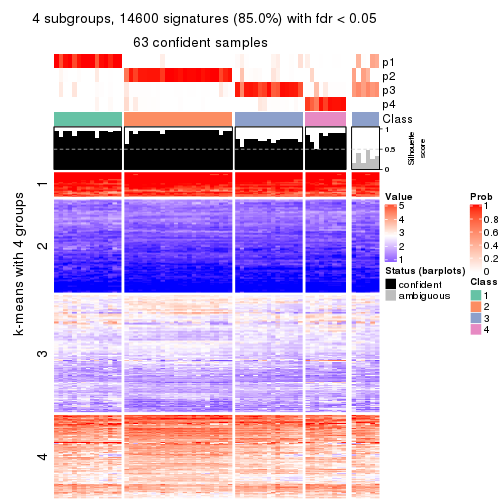 4 subgroups, 14600 signatures (85.0%) with fdr < 0.05
63 confident samples
p1
p2
p3
p4
Class
1
0.5
0
Silhouette
score
k-means with 4 groups
1
2
3
4
Value
5
4
3
2
1
Status (barplots)
confident
ambiguous
Prob
1
0.8
0.6
0.4
0.2
0
Class
1
2
3
4